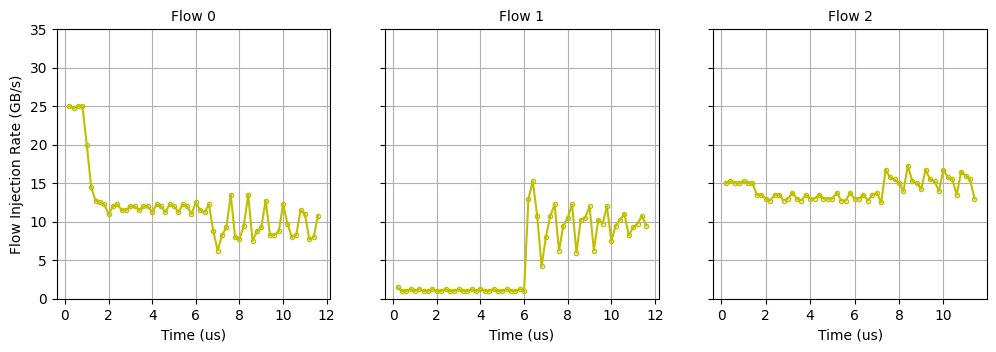 Flow 0
Flow 1
Flow 2
Flow Injection Rate (GB/s)
35
30
25
20
15
10
5
0
0 2 4 6 8 10 12
0 2 4 6 8 10 12
0 2 4 6 8 10
Time (us)
Time (us)
Time (us)